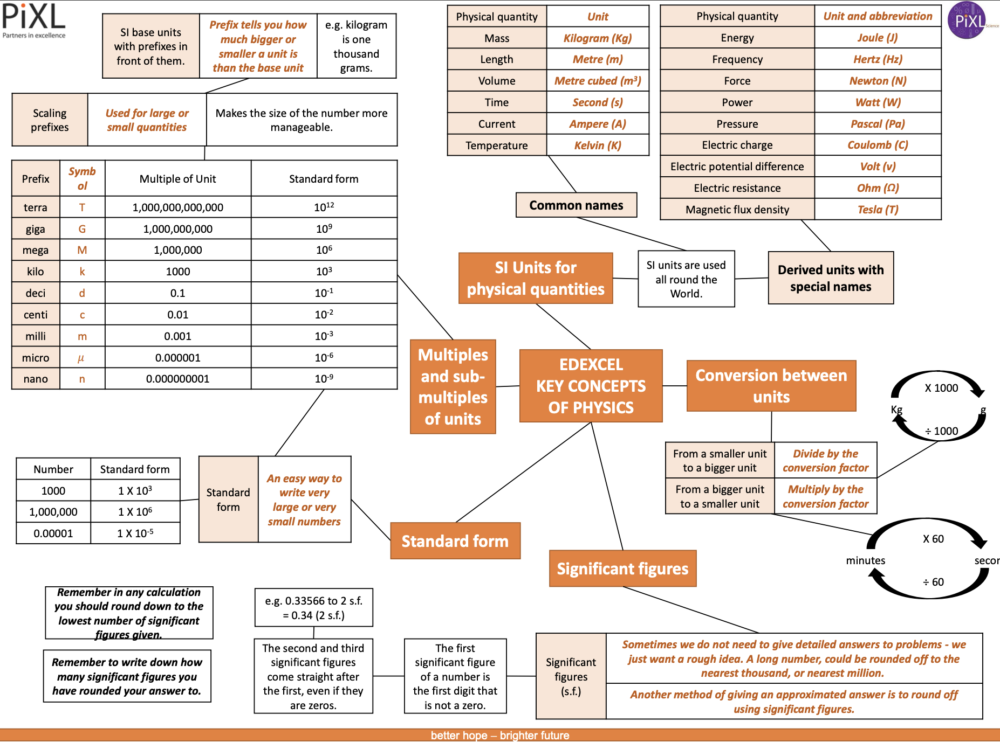 PiXL
Partners in excellence
SI base units
with prefixes in
front of them.
Prefix tells you how
much bigger or
smaller a unit is
than the base unit
e.g. kilogram
is one
thousand
grams.
Scaling
prefixes
Used for large or
small quantities
Makes the size of the number more
manageable.
Prefix
Symb
ol
Multiple of Unit
Standard form
terra T 1,000,000,000,000 10¹²
giga G 1,000,000,000 10⁹
mega M 1,000,000 10⁶
kilo k 1000 10³
deci d 0.1 10⁻¹
centi c 0.01 10⁻²
milli m 0.001 10⁻³
micro μ 0.000001 10⁻⁶
nano n 0.000000001 10⁻⁹
Physical quantity Unit
Mass Kilogram (Kg)
Length Metre (m)
Volume Metre cubed (m³)
Time Second (s)
Current Ampere (A)
Temperature Kelvin (K)
Physical quantity Unit and abbreviation
Energy Joule (J)
Frequency Hertz (Hz)
Force Newton (N)
Power Watt (W)
Pressure Pascal (Pa)
Electric charge Coulomb (C)
Electric potential difference Volt (v)
Electric resistance Ohm (Ω)
Magnetic flux density Tesla (T)
PiXL
Science
Common names
SI Units for
physical quantities
SI units are used
all round the
World.
Derived units with
special names
Multiples
and sub-
multiples
of units
EDEXCEL
KEY CONCEPTS
OF PHYSICS
Conversion between
units
X 1000
Kg g
÷ 1000
From a smaller unit
to a bigger unit
Divide by the
conversion factor
From a bigger unit
to a smaller unit
Multiply by the
conversion factor
X 60
minutes secor
÷ 60
Number Standard form
1000 1 X 10³
1,000,000 1 X 10⁶
0.00001 1 X 10⁻⁵
Standard
form
An easy way to
write very
large or very
small numbers
Standard form
Significant figures
Remember in any calculation
you should round down to the
lowest number of significant
figures given.
Remember to write down how
many significant figures you
have rounded your answer to.
e.g. 0.33566 to 2 s.f.
= 0.34 (2 s.f.)
The second and third
significant figures
come straight after
the first, even if they
are zeros.
The first
significant figure
of a number is
the first digit that
is not a zero.
Significant
figures
(s.f.)
Sometimes we do not need to give detailed answers to problems - we
just want a rough idea. A long number, could be rounded off to the
nearest thousand, or nearest million.
Another method of giving an approximated answer is to round off
using significant figures.
better hope – brighter future